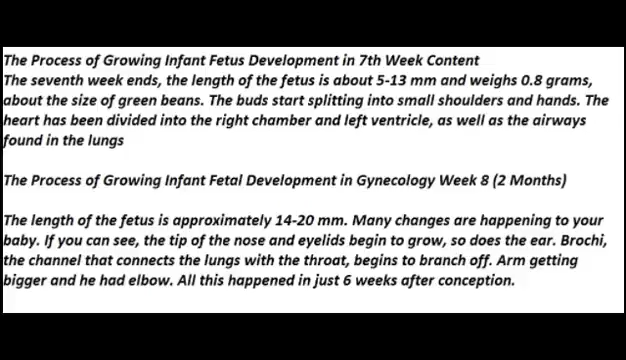 The Process of Growing Infant Fetus Development in 7th Week Content
The seventh week ends, the length of the fetus is about 5-13 mm and weighs 0.8 grams,
about the size of green beans. The buds start splitting into small shoulders and hands. The
heart has been divided into the right chamber and left ventricle, as well as the airways
found in the lungs
The Process of Growing Infant Fetal Development in Gynecology Week 8 (2 Months)
The length of the fetus is approximately 14-20 mm. Many changes are happening to your
baby. If you can see, the tip of the nose and eyelids begin to grow, so does the ear. Brochi,
the channel that connects the lungs with the throat, begins to branch off. Arm getting
bigger and he had elbow. All this happened in just 6 weeks after conception.